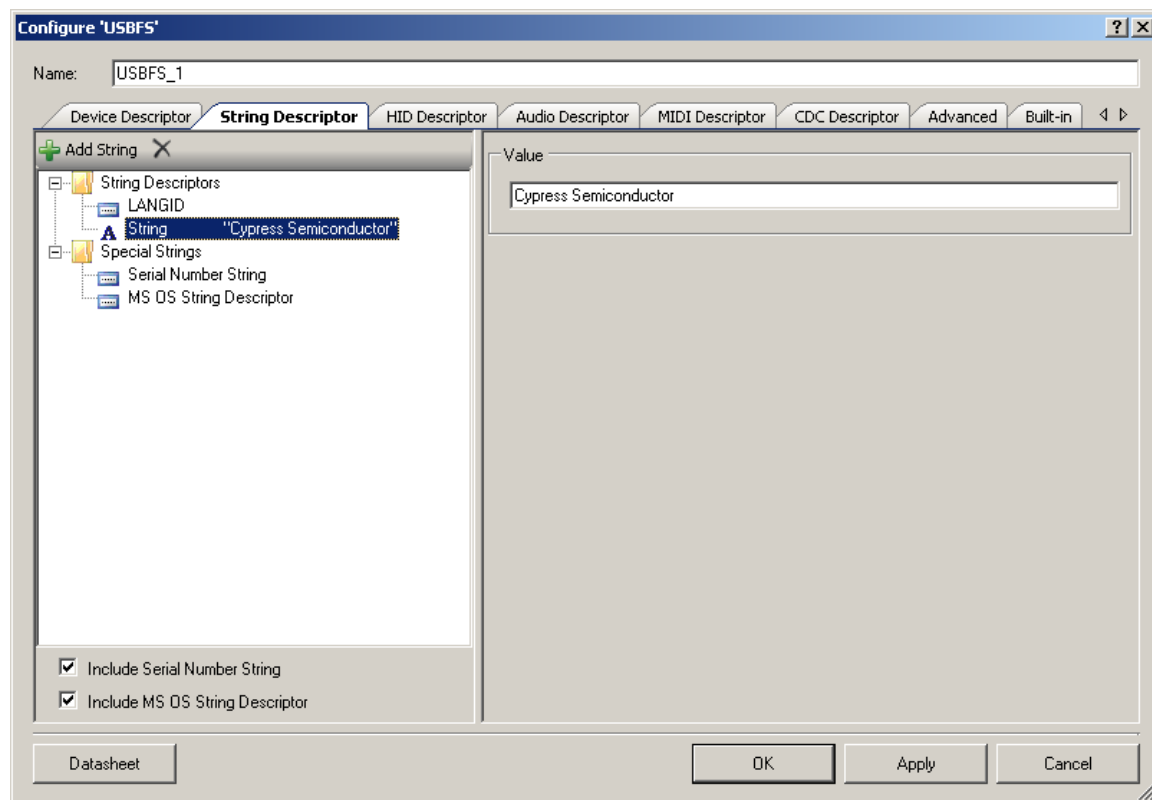 Configure 'USBFS'
Name: USBFS_1
Device Descriptor String Descriptor HID Descriptor Audio Descriptor MIDI Descriptor CDC Descriptor Advanced Built-in
Add String
String Descriptors
LANGID
String "Cypress Semiconductor"
Special Strings
Serial Number String
MS OS String Descriptor
Value
Cypress Semiconductor
Include Serial Number String
Include MS OS String Descriptor
Datasheet OK Apply Cancel